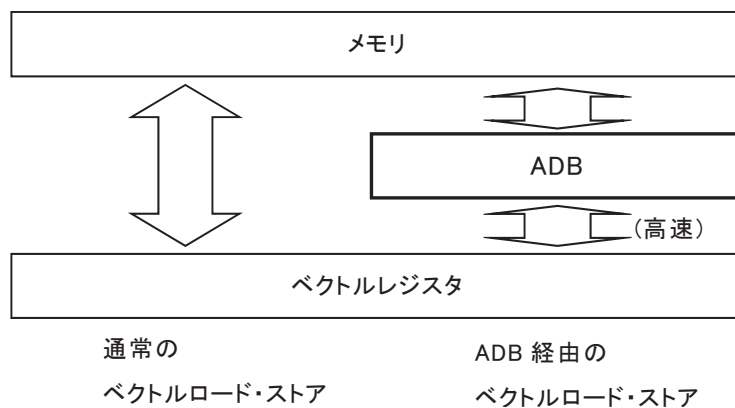 メモリ
ADB
(高速)
ベクトルレジスタ
通常の
ベクトルロード・ストア
ADB 経由の
ベクトルロード・ストア